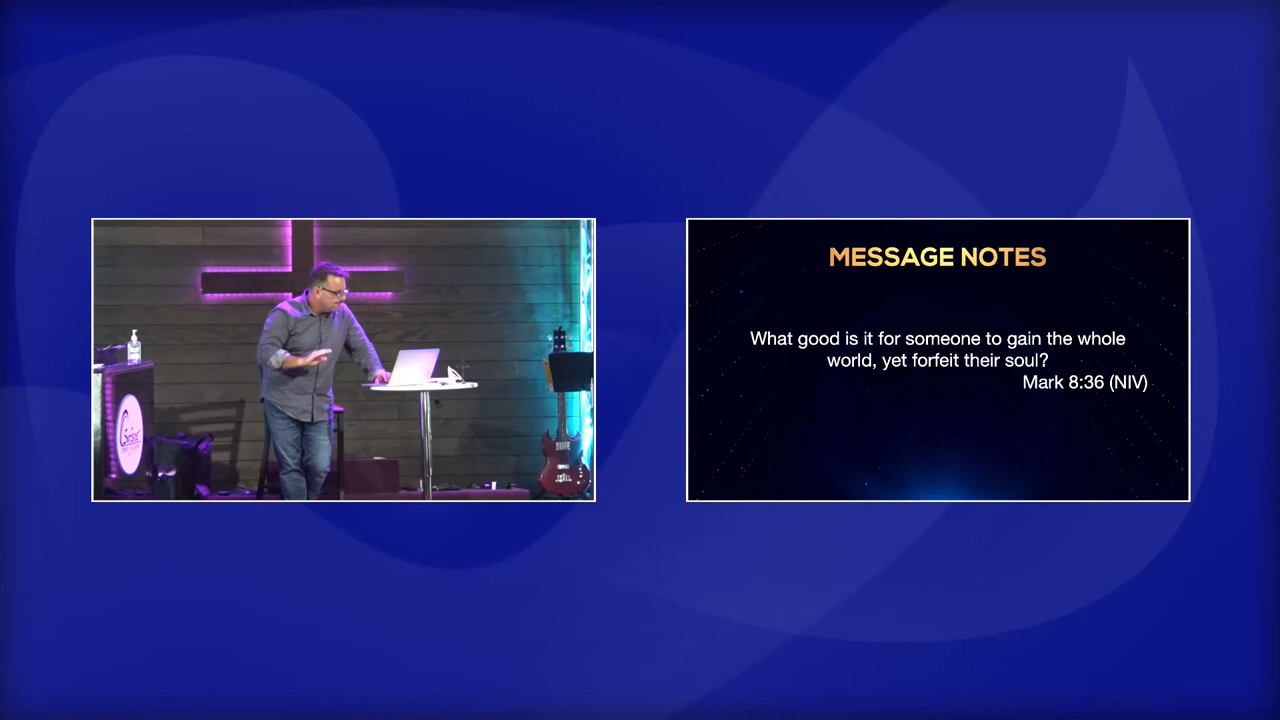 MESSAGE NOTES
What good is it for someone to gain the whole
world, yet forfeit their soul?
Mark 8:36 (NIV)